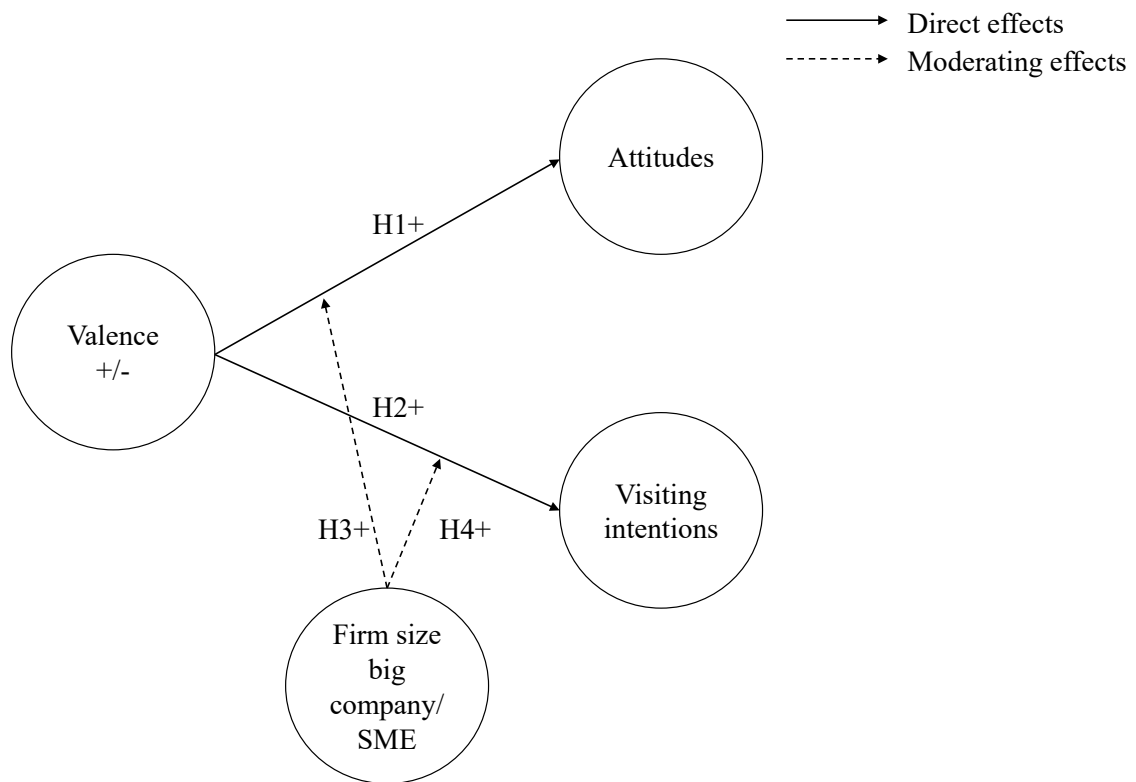 Direct effects
Moderating effects
Attitudes
H1+
Valence
+/-
H2+
Visiting
intentions
H3+
H4+
Firm size
big
company/
SME